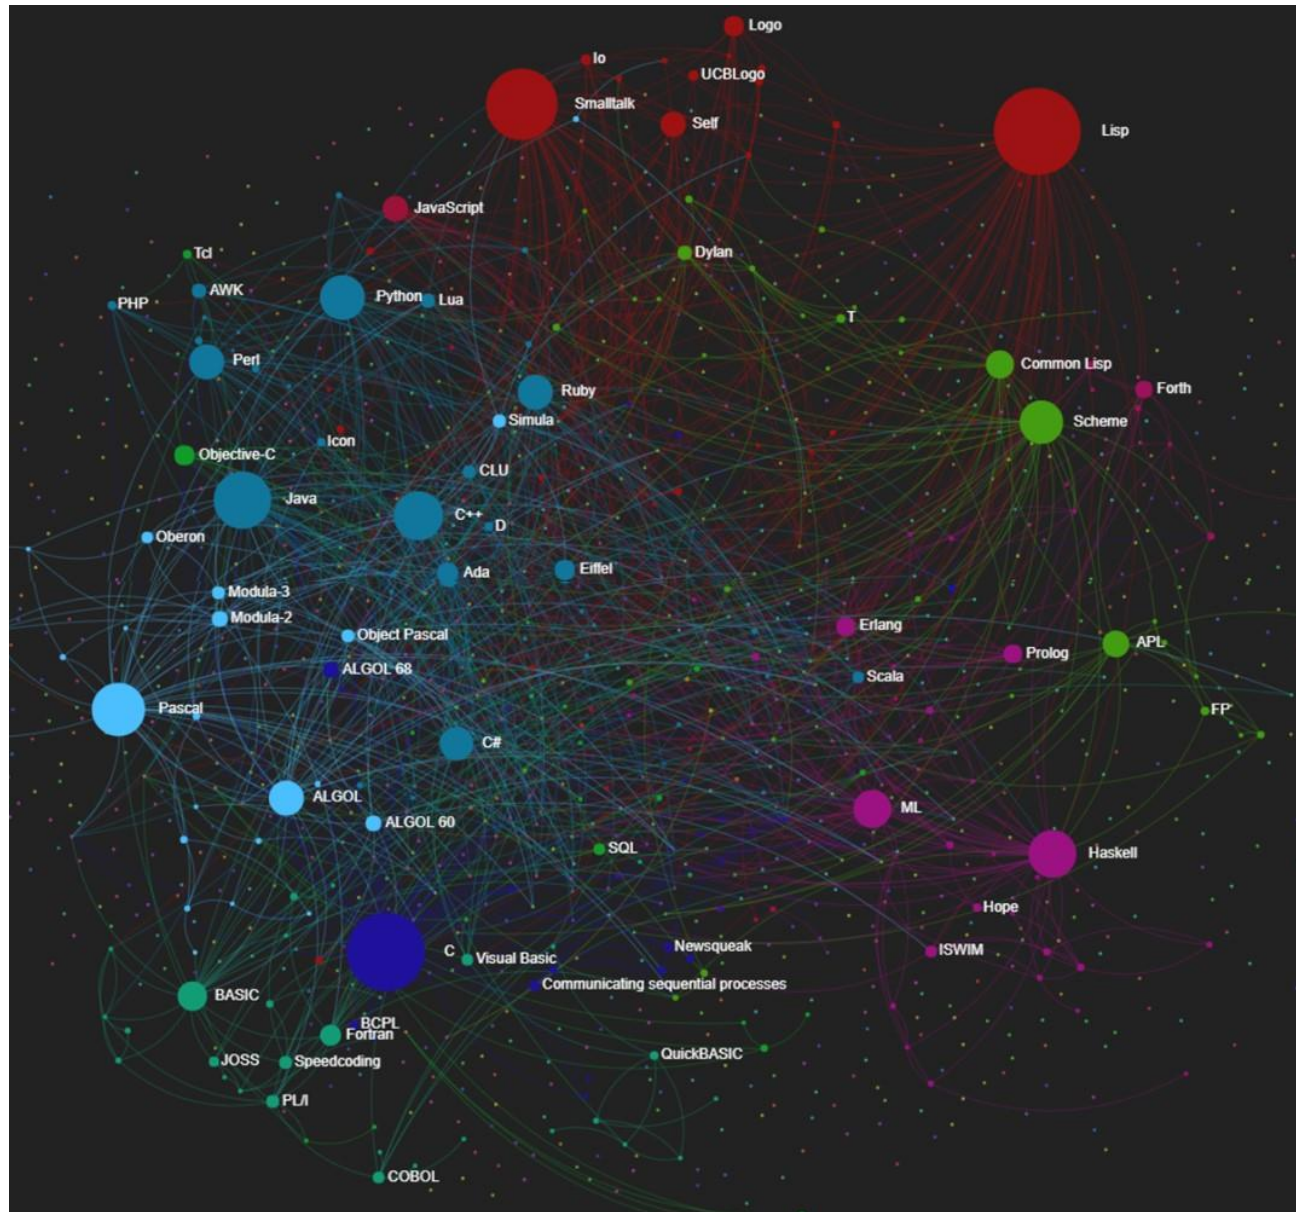 Logo
Io
UCBLogo
Smalltalk
Self
Lisp
JavaScript
Tcl
Dylan
AWK
PHP
Python
Lua
T
Perl
Common Lisp
Ruby
Forth
Simula
Scheme
Icon
Objective-C
CLU
Java
C++
D
Oberon
Ada
Eiffel
Modula-3
Modula-2
Erlang
Object Pascal
APL
Prolog
ALGOL 68
Scala
Pascal
FP
C#
ALGOL
ML
ALGOL 60
SQL
Haskell
Hope
Newsqueak
C
ISWIM
Visual Basic
Communicating sequential processes
BASIC
BCPL
Fortran
QuickBASIC
JOSS
Speedcoding
PL/I
COBOL